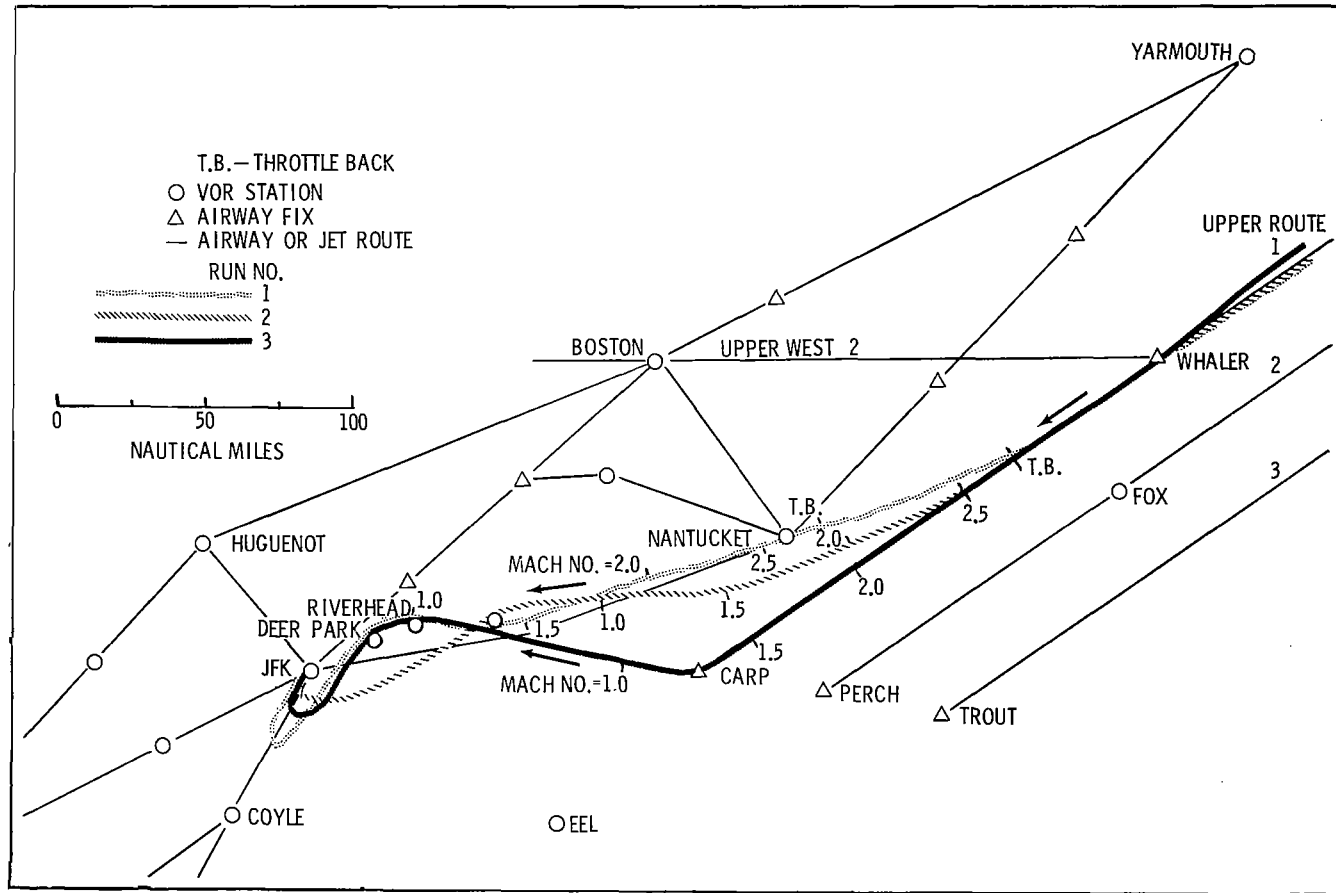 YARMOUTH
T.B.— THROTTLE BACK
VOR STATION
AIRWAY FIX
AIRWAY OR JET ROUTE
RUN NO.
1
2
3
0 50 100
NAUTICAL MILES
UPPER ROUTE
1
BOSTON
UPPER WEST 2
WHALER
2
T.B.
3
FOX
2.5
T.B.
2.0
NANTUCKET
2.5
HUGUENOT
MACH NO.=2.0
2.0
RIVERHEAD
1.0
1.0
1.5
DEER PARK
1.5
JFK
1.5
CARP
MACH NO.=1.0
PERCH
TROUT
COYLE
EEL